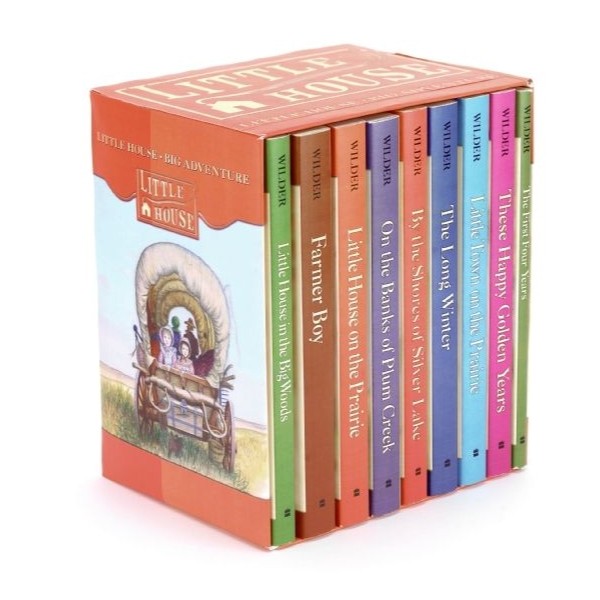 LITTLE
HOUSE
LITTLE HOUSE • BIG ADVENTURE
LITTLE
HOUSE
WILDER
Little House in the Big Woods
WILDER
Farmer Boy
WILDER
Little House on the Prairie
WILDER
On the Banks of Plum Creek
WILDER
By the Shores of Silver Lake
WILDER
The Long Winter
WILDER
Little Town on the Prairie
WILDER
These Happy Golden Years
WILDER
The First Four Years